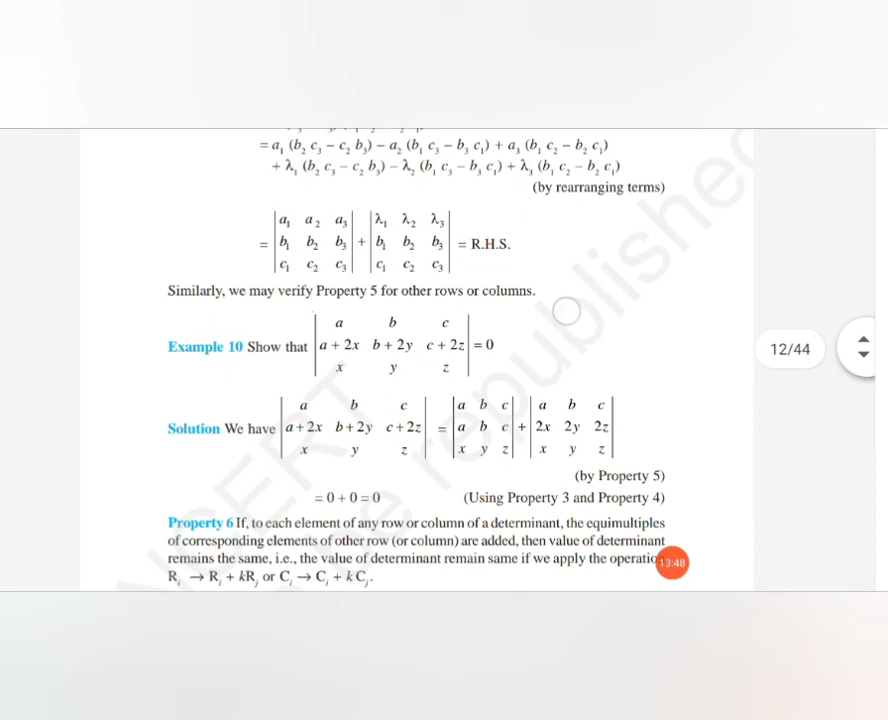 = a₁ (b₂ c₃ – c₂ b₃) – a₂ (b₁ c₃ – b₃ c₁) + a₃ (b₁ c₂ – b₂ c₁)
+ λ₁ (b₂ c₃ – c₂ b₃) – λ₂ (b₁ c₃ – b₃ c₁) + λ₃ (b₁ c₂ – b₂ c₁)
(by rearranging terms)
a₁ a₂ a₃ λ₁ λ₂ λ₃
= b₁ b₂ b₃ + b₁ b₂ b₃ = R.H.S.
c₁ c₂ c₃ c₁ c₂ c₃
Similarly, we may verify Property 5 for other rows or columns.
a b c
Example 10 Show that a + 2x b + 2y c + 2z = 0
x y z
a b c a b c a b c
Solution We have a + 2x b + 2y c + 2z = a b c + 2x 2y 2z
x y z x y z x y z
(by Property 5)
= 0 + 0 = 0 (Using Property 3 and Property 4)
Property 6 If, to each element of any row or column of a determinant, the equimultiples
of corresponding elements of other row (or column) are added, then value of determinant
remains the same, i.e., the value of determinant remain same if we apply the operatio
Rᵢ → Rᵢ + kRⱼ or Cᵢ → Cᵢ + k Cⱼ.
12/44
13:48
NCERT
republished